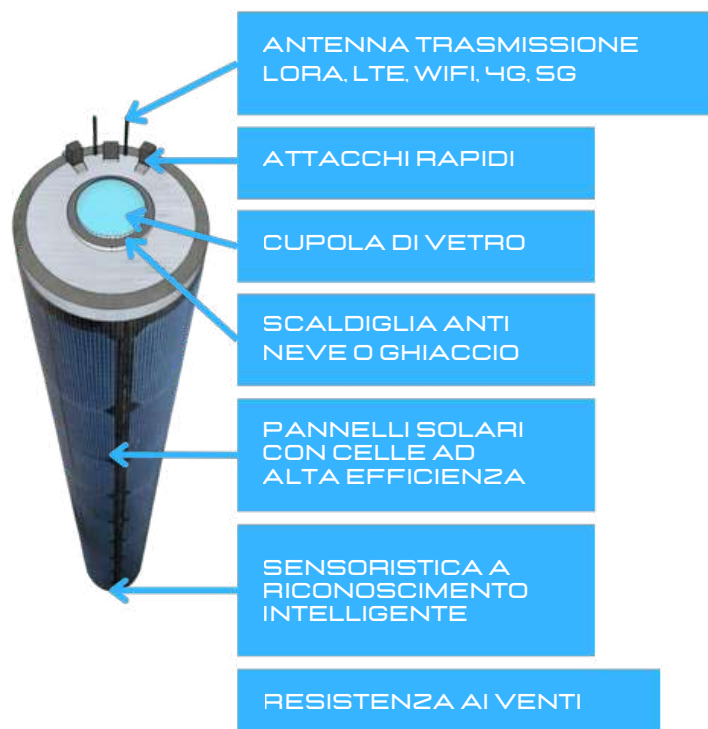 ANTENNA TRASMISSIONE
LORA, LTE, WIFI, 4G, 5G
ATTACCHI RAPIDI
CUPOLA DI VETRO
SCALDIGLIA ANTI
NEVE O GHIACCIO
PANNELLI SOLARI
CON CELLE AD
ALTA EFFICIENZA
SENSORISTICA A
RICONOSCIMENTO
INTELLIGENTE
RESISTENZA AI VENTI